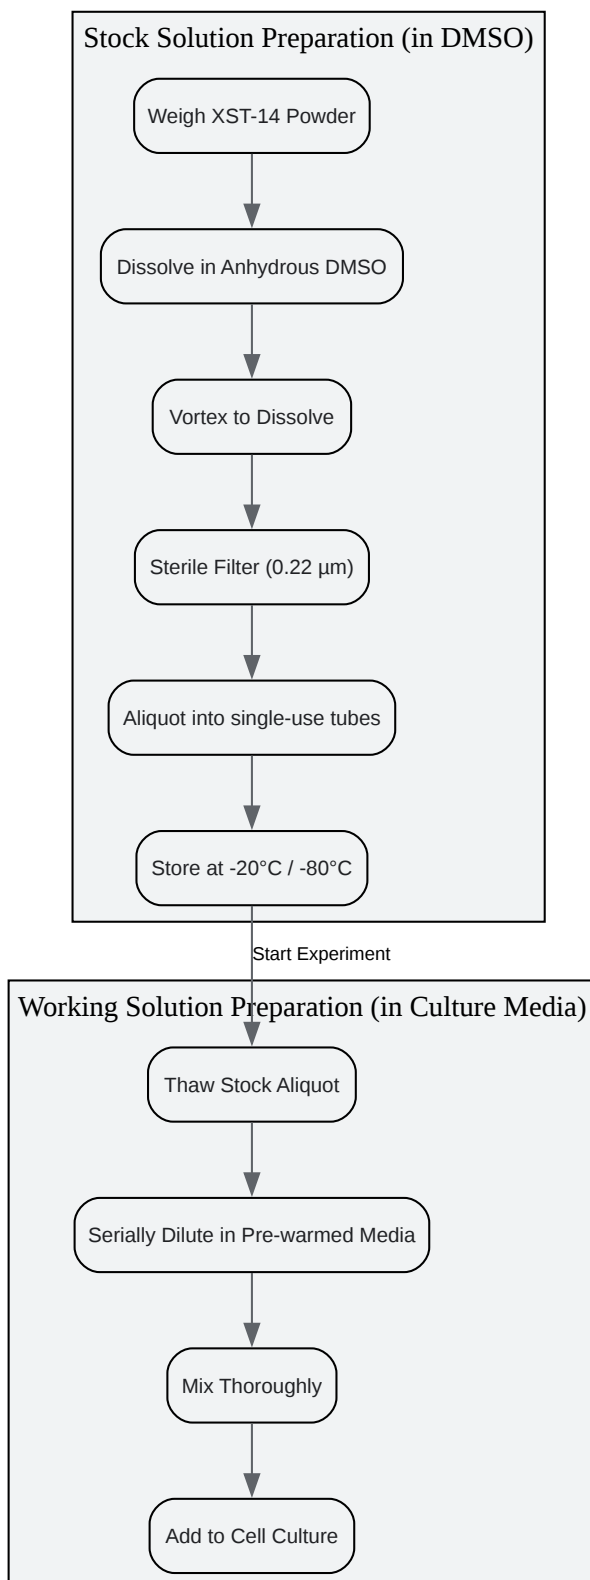 Stock Solution Preparation (in DMSO)
Weigh XST-14 Powder
Dissolve in Anhydrous DMSO
Vortex to Dissolve
Sterile Filter (0.22 µm)
Aliquot into single-use tubes
Store at -20°C / -80°C
Start Experiment
Working Solution Preparation (in Culture Media)
Thaw Stock Aliquot
Serially Dilute in Pre-warmed Media
Mix Thoroughly
Add to Cell Culture